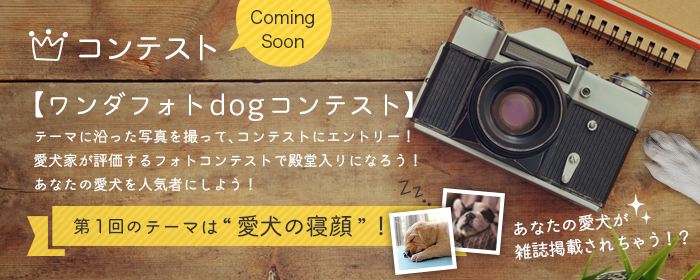 Coming
Soon
コンテスト
【ワンダフォトdogコンテスト】
テーマに沿った写真を撮って、コンテストにエントリー！
愛犬家が評価するフォトコンテストで殿堂入りになろう！
あなたの愛犬を人気者にしよう！
zz..
第1回のテーマは“愛犬の寝顔”！
あなたの愛犬が
雑誌掲載されちゃう！？